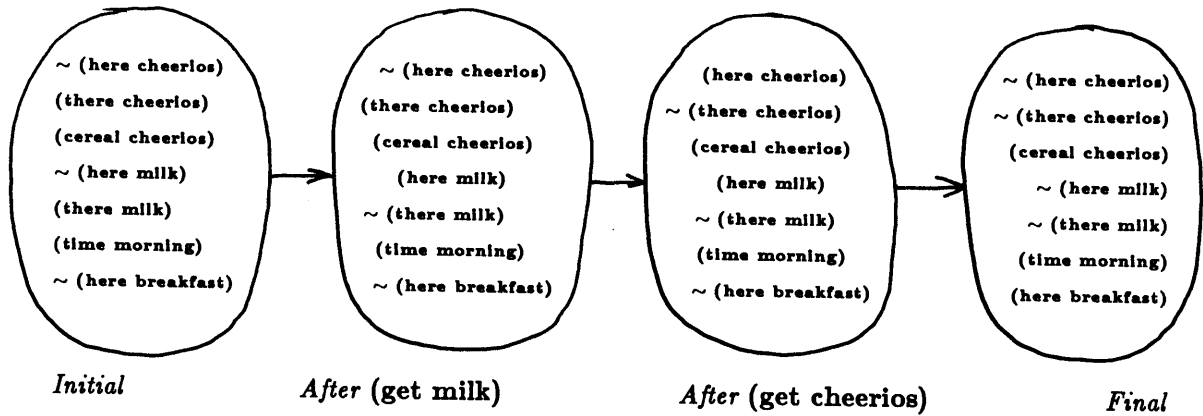 ~ (here cheerios)
(there cheerios)
(cereal cheerios)
~ (here milk)
(there milk)
(time morning)
~ (here breakfast)
Initial
~ (here cheerios)
(there cheerios)
(cereal cheerios)
(here milk)
~ (there milk)
(time morning)
~ (here breakfast)
After (get milk)
(here cheerios)
~ (there cheerios)
(cereal cheerios)
(here milk)
~ (there milk)
(time morning)
~ (here breakfast)
After (get cheerios)
~ (here cheerios)
~ (there cheerios)
(cereal cheerios)
~ (here milk)
~ (there milk)
(time morning)
(here breakfast)
Final